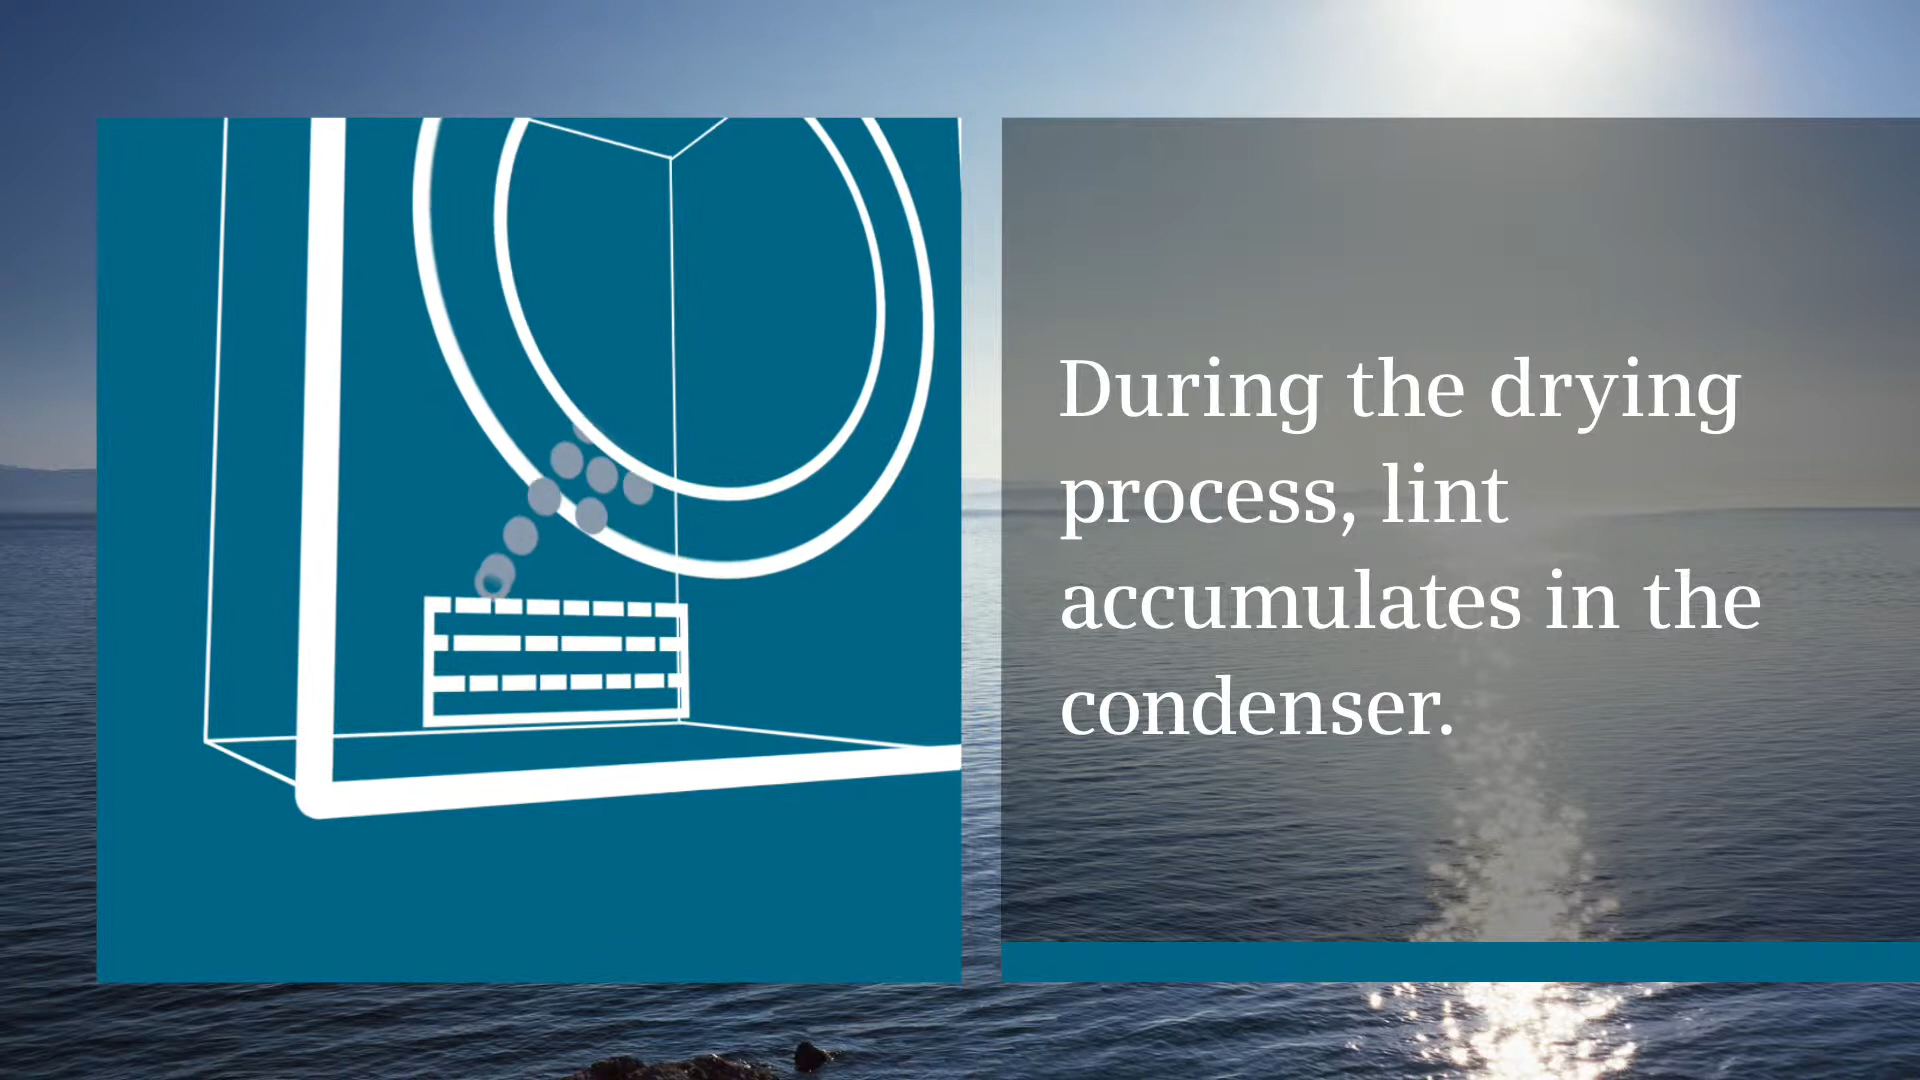 During the drying
process, lint
accumulates in the
condenser.